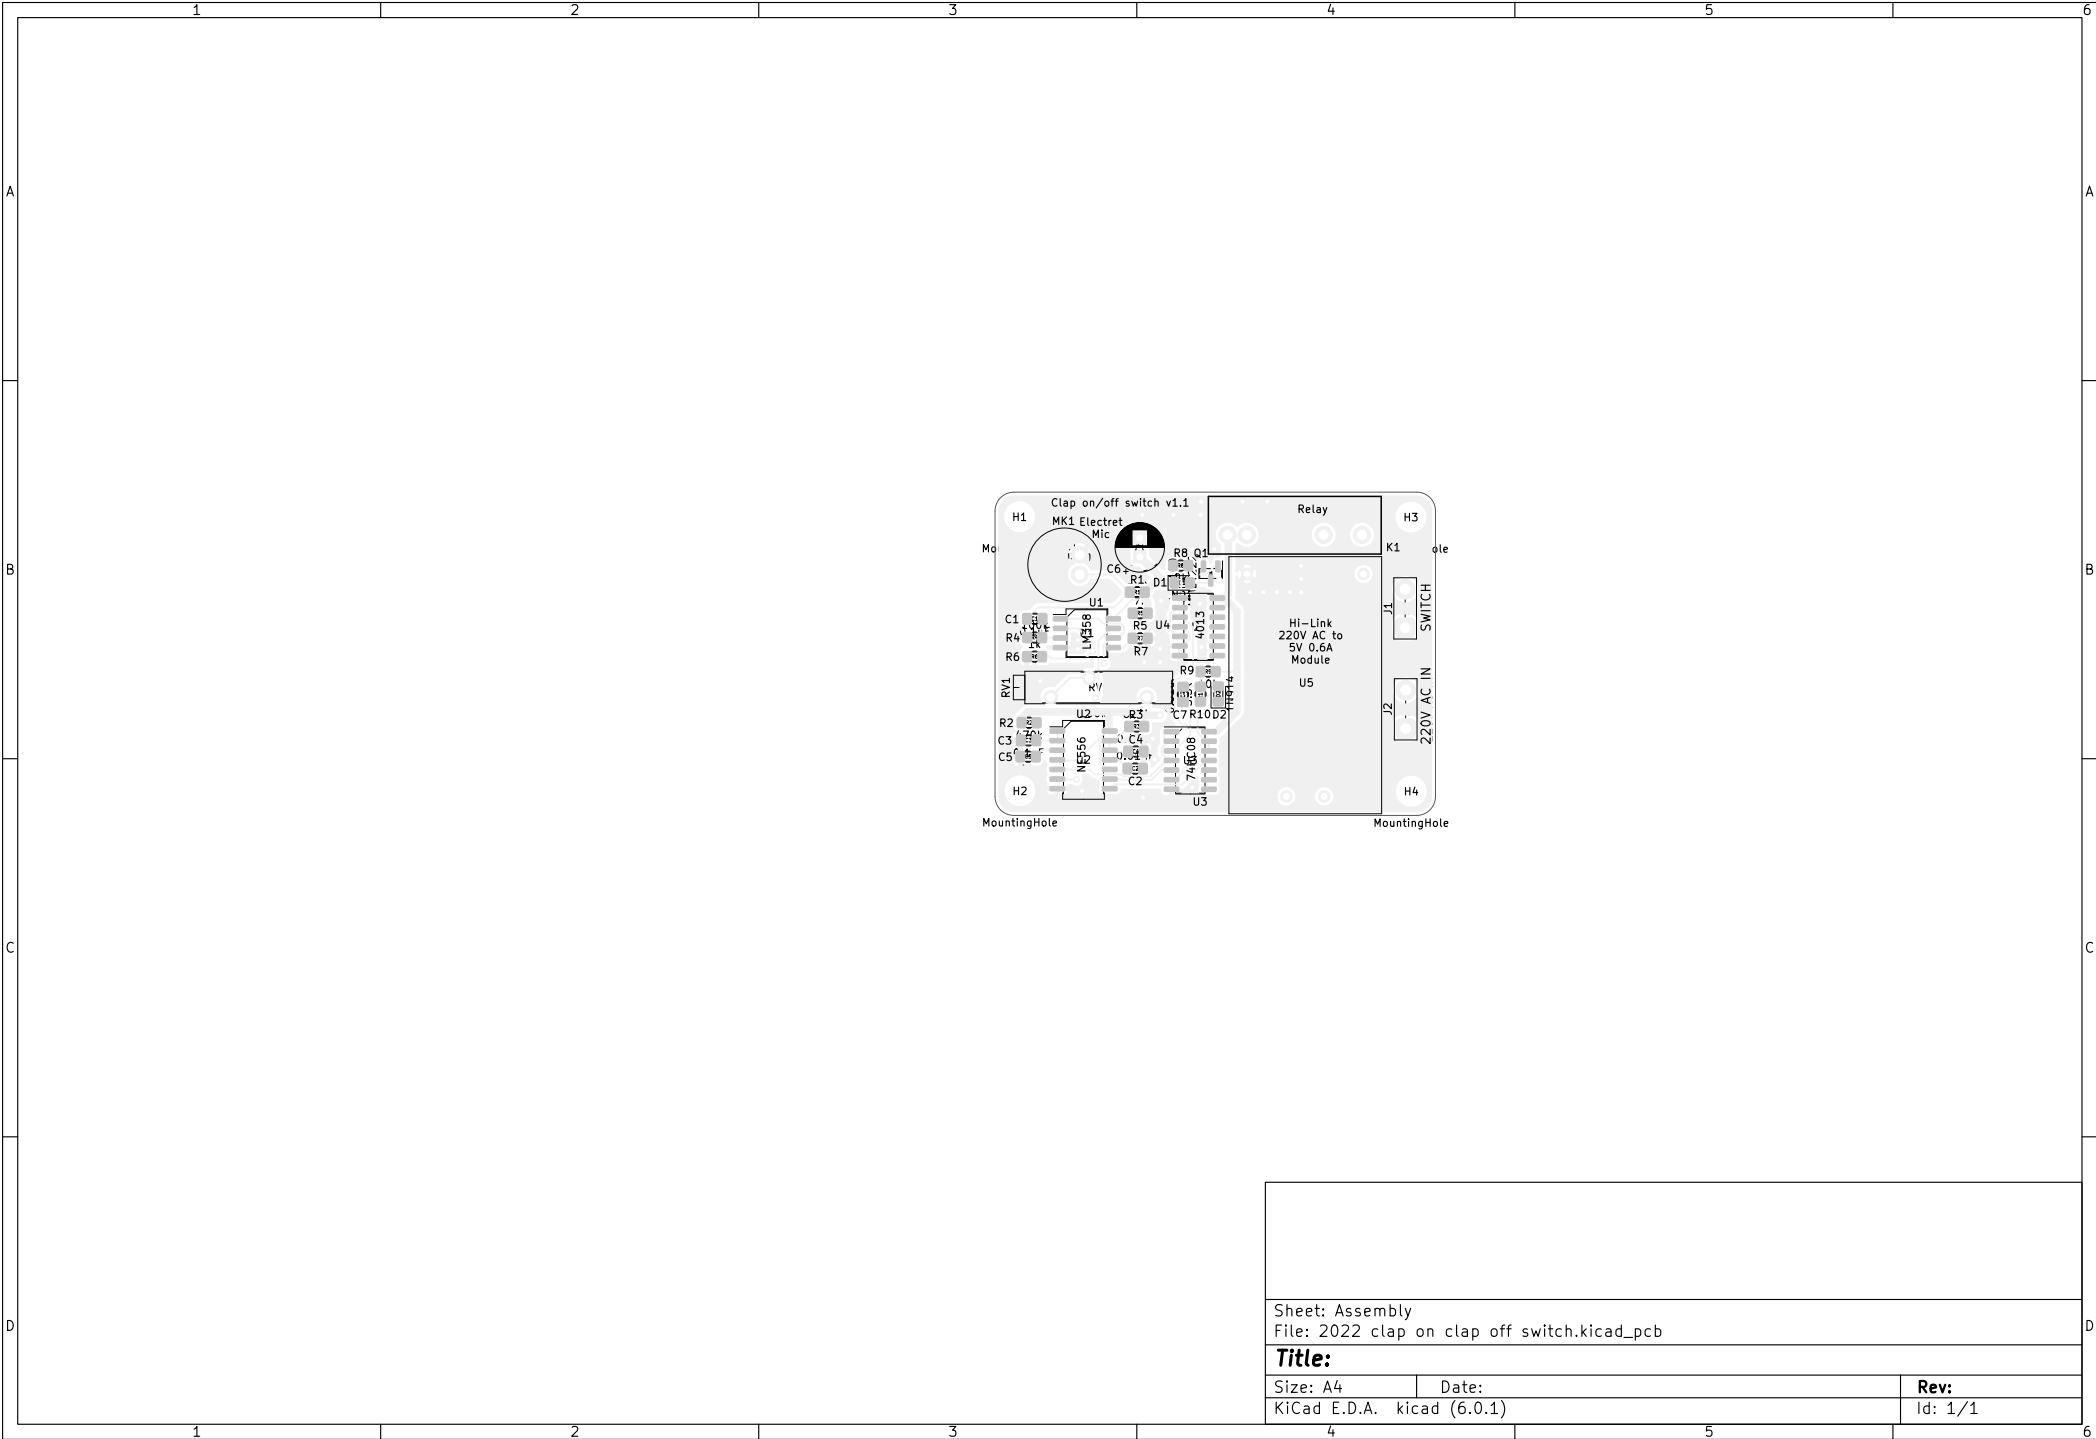 1 2 3 4 5 6
A A
B B
C C
D D
Clap on/off switch v1.1
H1
MK1 Electret
Mic
Relay
H3
K1
C6+
R8 Q1
R1
D1
U1
C1
R4
R6
LM358
R5
R7
U4
4013
Hi-Link
220V AC to
5V 0.6A
Module
U5
J1
SWITCH
RV1
RV
R9
J2
220V AC IN
C7 R10 D2
R2
C3
C5
U2
NE556
R3
C4
C2
U3
H2
H4
MountingHole
MountingHole
Sheet: Assembly
File: 2022 clap on clap off switch.kicad_pcb
Title:
Size: A4 Date: Rev:
KiCad E.D.A. kicad (6.0.1) Id: 1/1
1 2 3 4 5 6